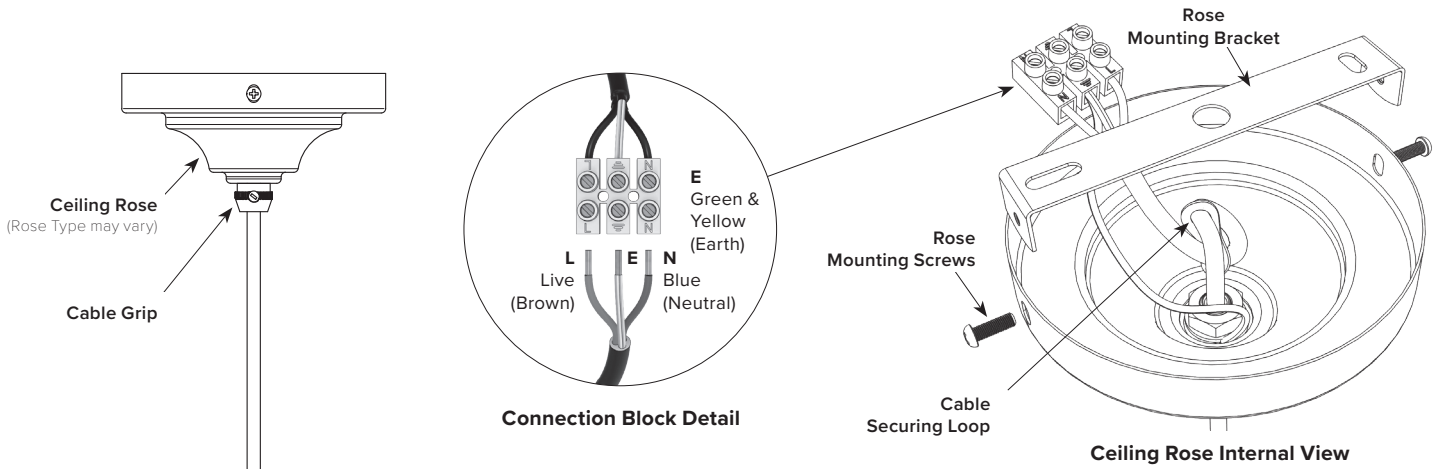 Ceiling Rose
(Rose Type may vary)
Cable Grip
L
N
L
N
E
Green &
Yellow
(Earth)
L
Live
(Brown)
E
N
Blue
(Neutral)
Connection Block Detail
Rose
Mounting Bracket
N
L
Rose
Mounting Screws
Cable
Securing Loop
Ceiling Rose Internal View